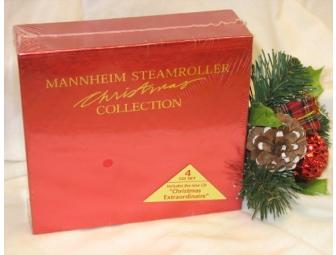 MANNHEIM STEAMROLLER
Christmas
COLLECTION
4
CD SET
Includes the new CD
"Christmas
Extraordinaire"